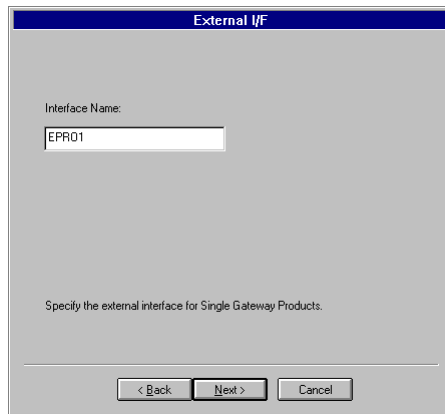 External I/F
Interface Name:
EPRO1
Specify the external interface for Single Gateway Products.
< Back
Next >
Cancel